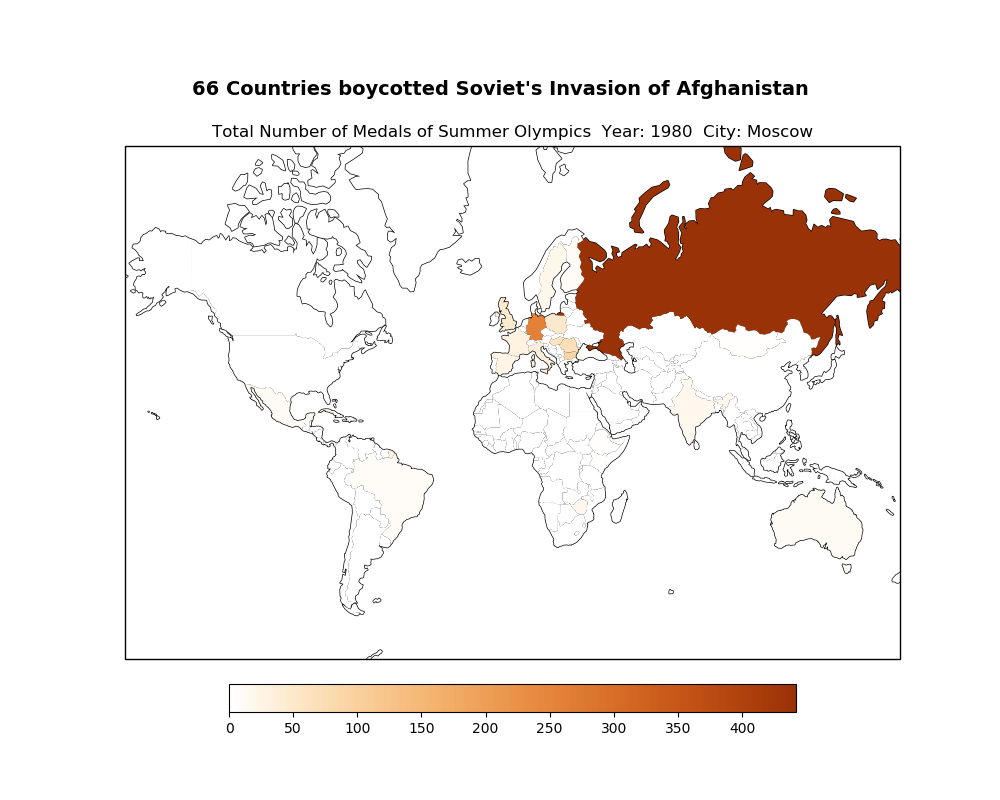 66 Countries boycotted Soviet's Invasion of Afghanistan
Total Number of Medals of Summer Olympics  Year: 1980  City: Moscow
0 50 100 150 200 250 300 350 400